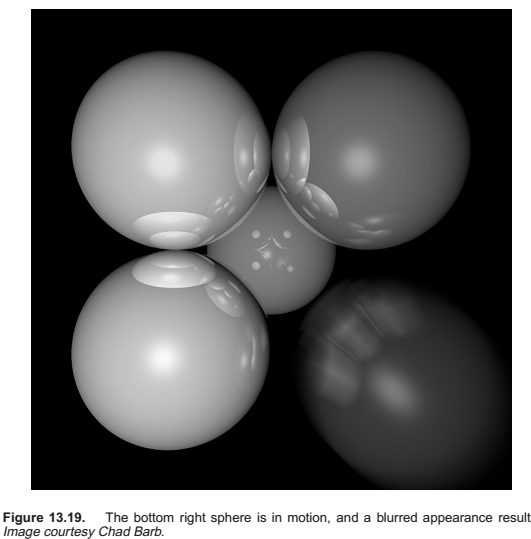 Figure 13.19. The bottom right sphere is in motion, and a blurred appearance result
Image courtesy Chad Barb.